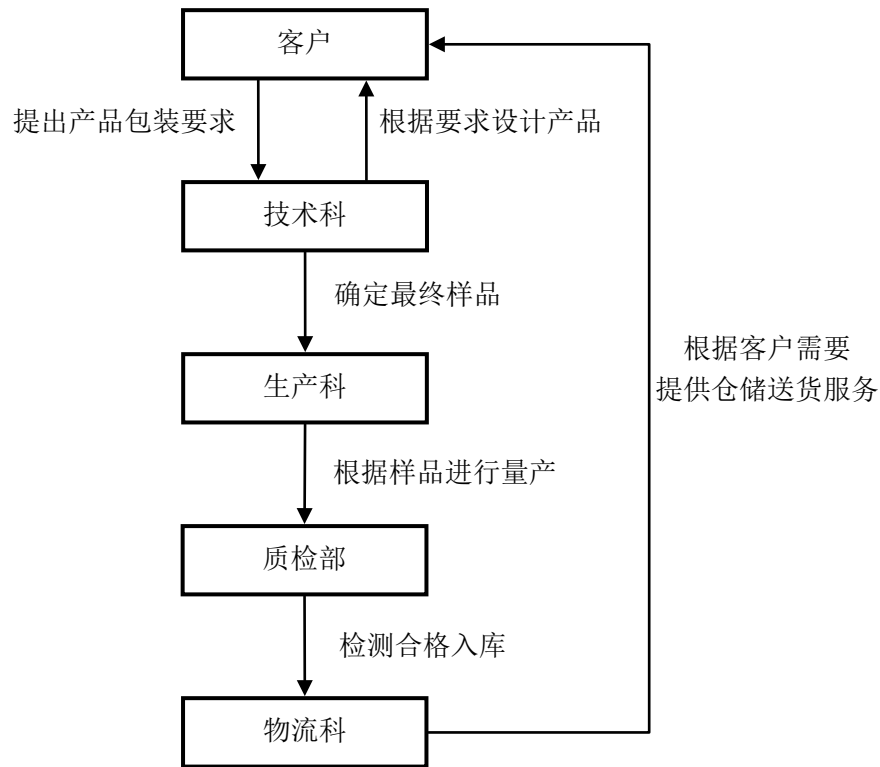 客户
提出产品包装要求
根据要求设计产品
技术科
确定最终样品
生产科
根据客户需要
提供仓储送货服务
根据样品进行量产
质检部
检测合格入库
物流科